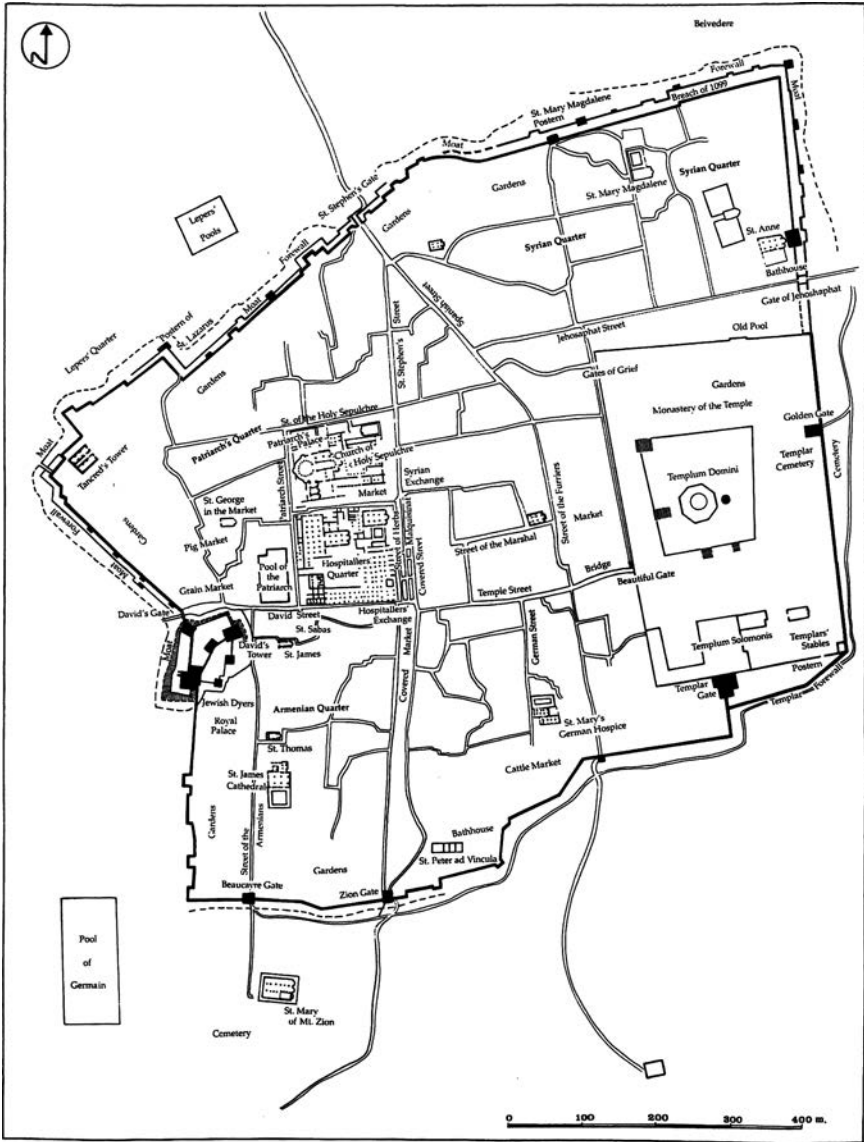 N
Belvedere
Forewall
Breach of 1099
Moat
St. Mary Magdalene
Postern
Moat
Syrian Quarter
St. Mary Magdalene
Gardens
St. Stephen's Gate
Lepers'
Pools
Gardens
Syrian Quarter
St. Anne
Bathhouse
Forewall
Moat
Postern of
St. Lazarus
Lepers' Quarter
Spanish Street
Street
St. Stephen's
Gate of Jehoshaphat
Jehosaphat Street
Old Pool
Gardens
Gates of Grief
Gardens
Monastery of the Temple
Golden Gate
Templar
Cemetery
Cemetery
St. of the Holy Sepulchre
Patriarch's Quarter
Patriarch's
Palace
Church of
Holy Sepulchre
Moat
Tancred's Tower
Patriarch Street
Syrian
Exchange
Market
Templum Domini
St. George
in the Market
Street of the Furriers
Market
Forewall
Gardens
Moat
Pig Market
Street of Herbs
Malquisinat
Covered Street
Street of the Marshal
Hospitallers
Quarter
Pool of
the
Patriarch
Bridge
Beautiful Gate
Grain Market
Temple Street
David's Gate
David Street
Hospitallers'
Exchange
St. Sabas
German Street
Templum Solomonis
Templars'
Stables
Moat
David's
Tower
St. James
Covered
Market
Postern
Templar
Gate
Templar
Forewall
Jewish Dyers
Royal
Palace
Armenian Quarter
St. Mary's
German Hospice
St. Thomas
Cattle Market
St. James
Cathedral
Gardens
Street of the
Armenians
Bathhouse
St. Peter ad Vincula
Gardens
Beaucayre Gate
Zion Gate
Pool
of
Germain
St. Mary
of Mt. Zion
Cemetery
0 100 200 300 400 m.